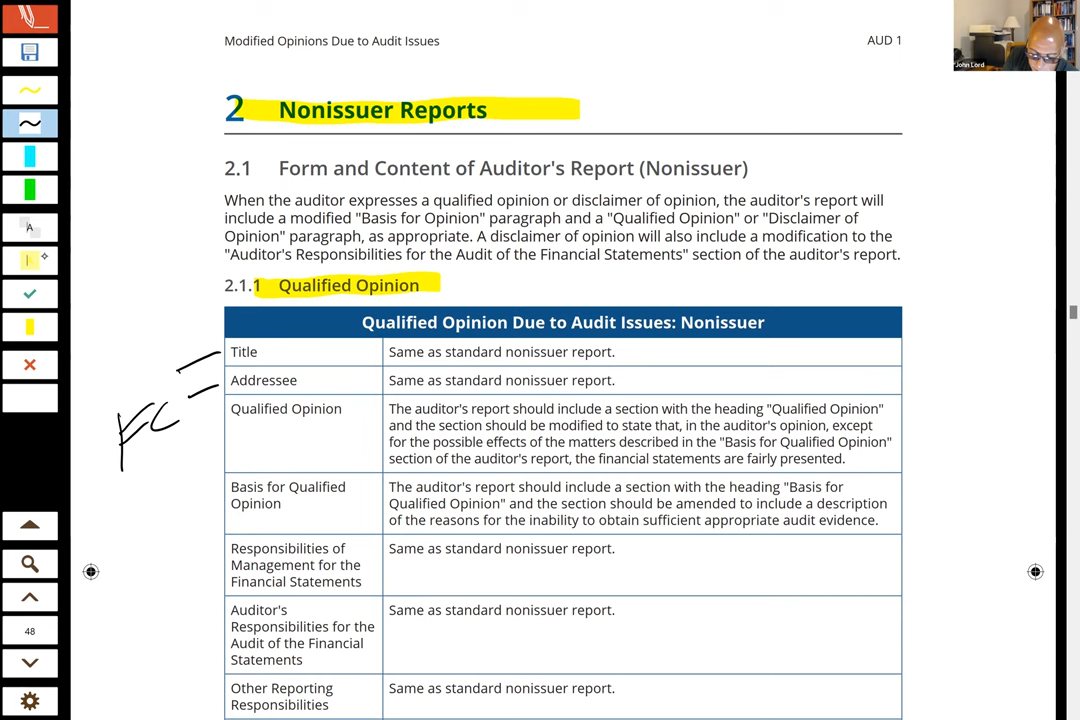 Modified Opinions Due to Audit Issues
AUD 1
John Lord
2 Nonissuer Reports
2.1 Form and Content of Auditor's Report (Nonissuer)
When the auditor expresses a qualified opinion or disclaimer of opinion, the auditor's report will
include a modified "Basis for Opinion" paragraph and a "Qualified Opinion" or "Disclaimer of
Opinion" paragraph, as appropriate. A disclaimer of opinion will also include a modification to the
"Auditor's Responsibilities for the Audit of the Financial Statements" section of the auditor's report.
2.1.1 Qualified Opinion
Qualified Opinion Due to Audit Issues: Nonissuer
Title
Same as standard nonissuer report.
Addressee
Same as standard nonissuer report.
Qualified Opinion
The auditor's report should include a section with the heading "Qualified Opinion"
and the section should be modified to state that, in the auditor's opinion, except
for the possible effects of the matters described in the "Basis for Qualified Opinion"
section of the auditor's report, the financial statements are fairly presented.
Basis for Qualified
Opinion
The auditor's report should include a section with the heading "Basis for
Qualified Opinion" and the section should be amended to include a description
of the reasons for the inability to obtain sufficient appropriate audit evidence.
Responsibilities of
Management for the
Financial Statements
Same as standard nonissuer report.
Auditor's
Responsibilities for the
Audit of the Financial
Statements
Same as standard nonissuer report.
Other Reporting
Responsibilities
Same as standard nonissuer report.
A
48